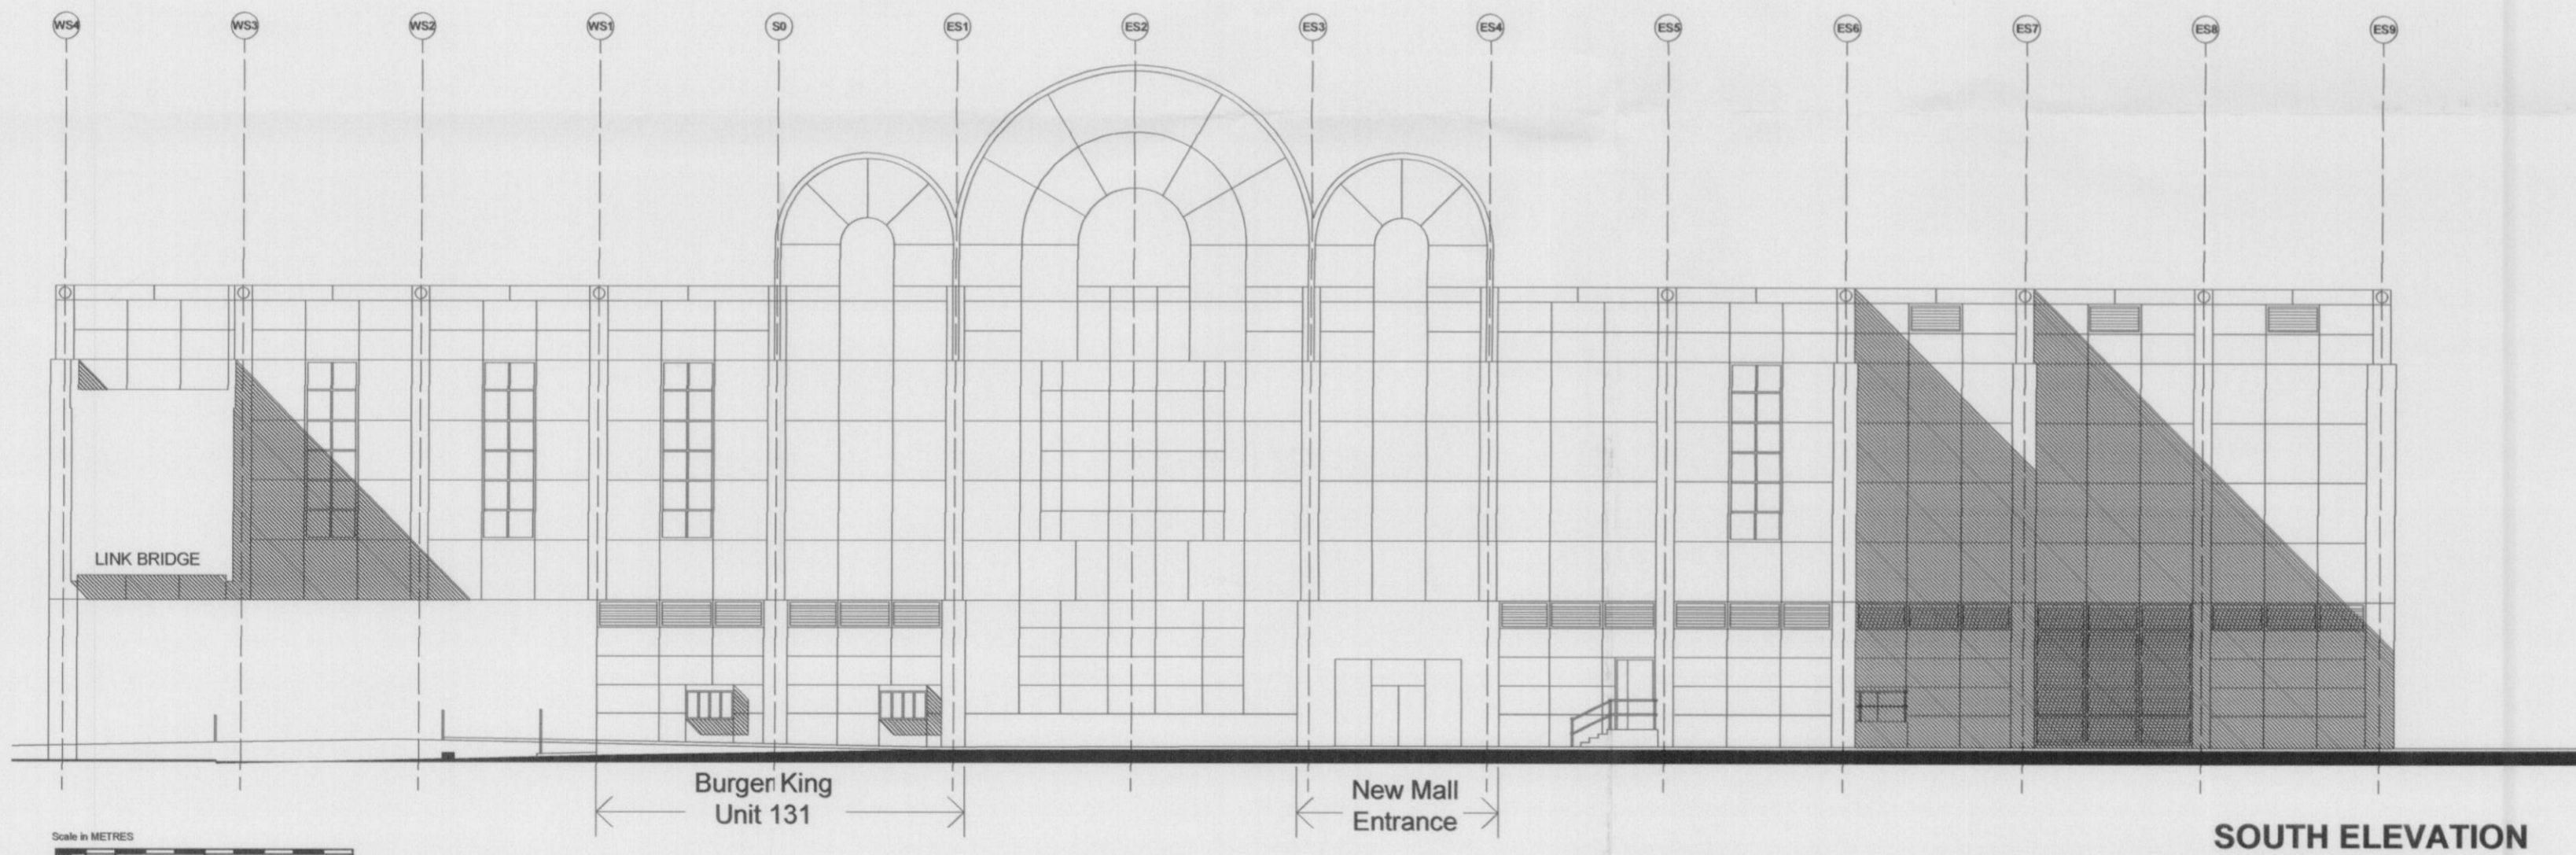 WS4 WS3 WS2 WS1 S0 ES1 ES2 ES3 ES4 ES5 ES6 ES7 ES8 ES9
LINK BRIDGE
Burger King
Unit 131
New Mall
Entrance
Scale in METRES
SOUTH ELEVATION